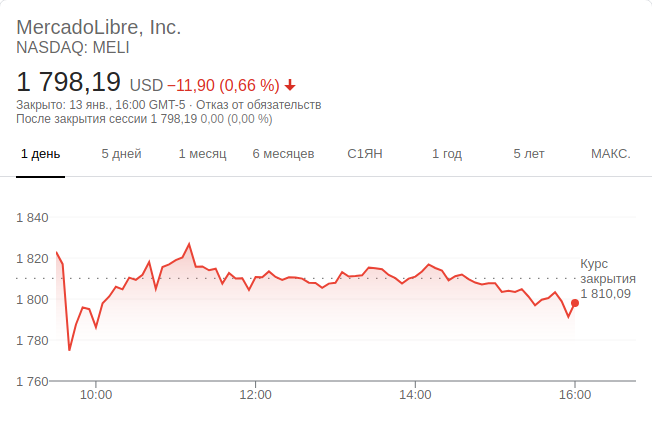 MercadoLibre, Inc.
NASDAQ: MELI
1 798,19 USD −11,90 (0,66 %)
Закрыто: 13 янв., 16:00 GMT-5 · Отказ от обязательств
После закрытия сессии 1 798,19 0,00 (0,00 %)
1 день 5 дней 1 месяц 6 месяцев С1ЯН 1 год 5 лет МАКС.
1 840
1 820
Курс
закрытия
1 810,09
1 800
1 780
1 760
10:00 12:00 14:00 16:00